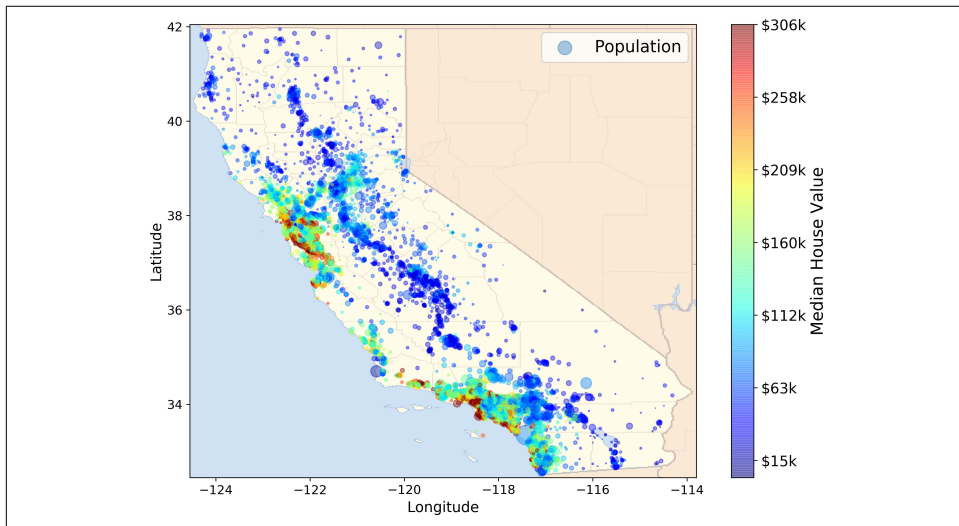 42
40
38
36
34
−124
−122
−120
−118
−116
−114
Latitude
Longitude
Population
$306k
$258k
$209k
$160k
$112k
$63k
$15k
Median House Value